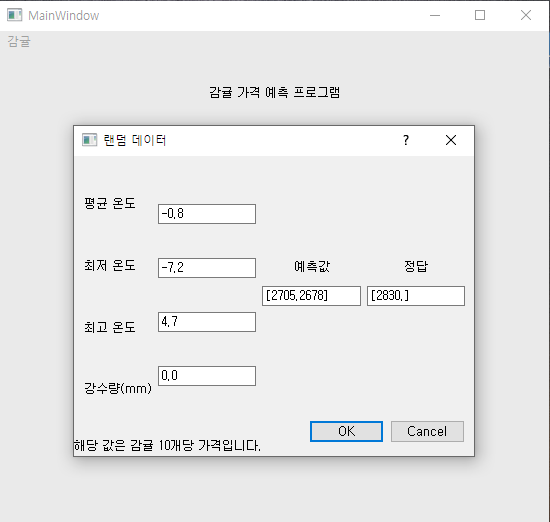 MainWindow
감귤
감귤 가격 예측 프로그램
랜덤 데이터
?
평균 온도
-0.8
최저 온도
-7.2
예측값
정답
[2705.2678]
[2830.]
최고 온도
4.7
강수량(mm)
0.0
OK
Cancel
해당 값은 감귤 10개당 가격입니다.